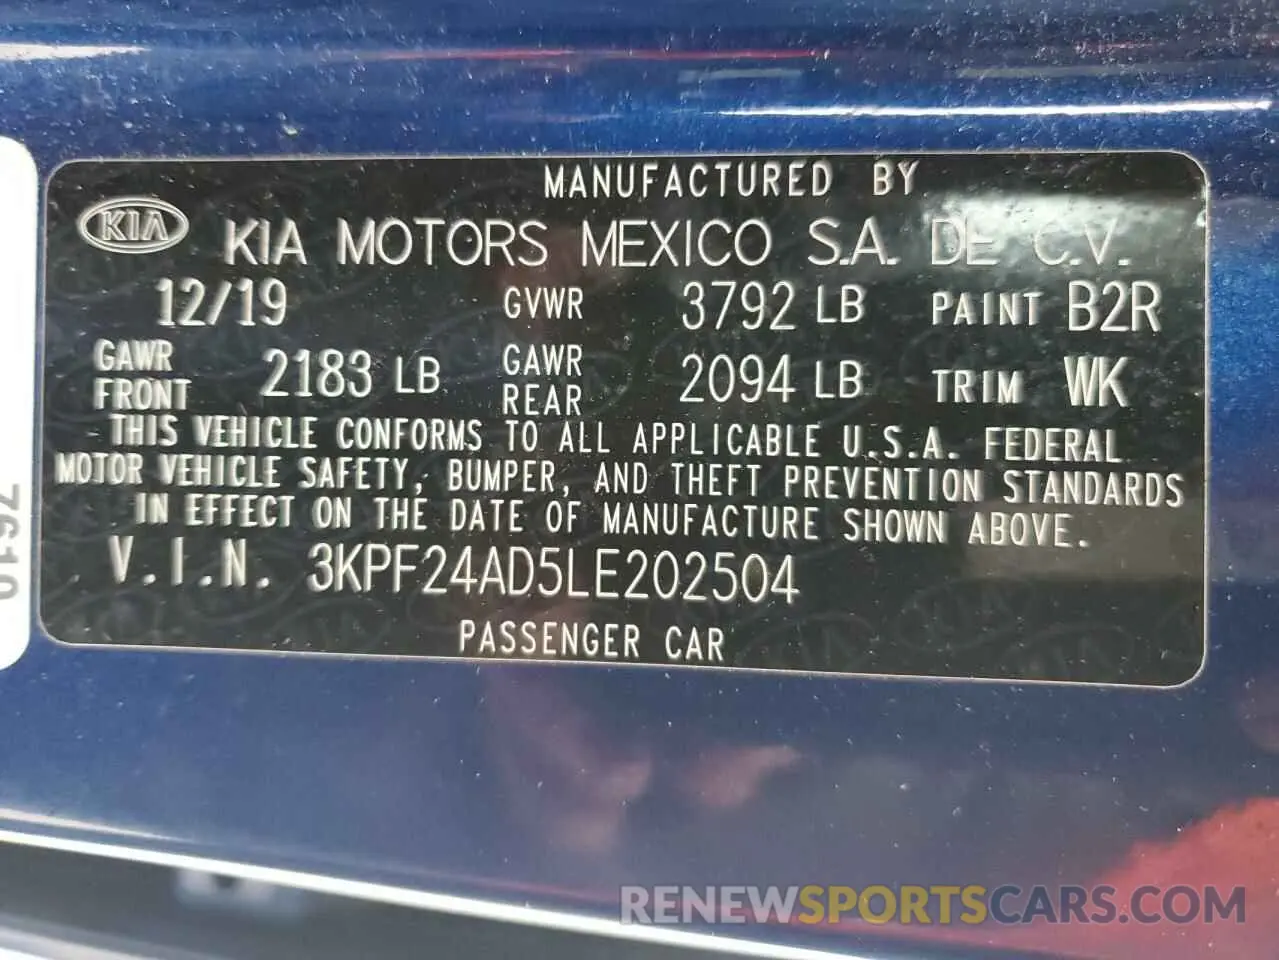 MANUFACTURED BY
KIA KIA MOTORS MEXICO S.A. DE C.V.
12/19 GVWR 3792 LB PAINT B2R
GAWR FRONT 2183 LB GAWR REAR 2094 LB TRIM WK
THIS VEHICLE CONFORMS TO ALL APPLICABLE U.S.A. FEDERAL
MOTOR VEHICLE SAFETY, BUMPER, AND THEFT PREVENTION STANDARDS
IN EFFECT ON THE DATE OF MANUFACTURE SHOWN ABOVE.
V.I.N. 3KPF24AD5LE202504
PASSENGER CAR
RENEWSPORTSCARS.COM